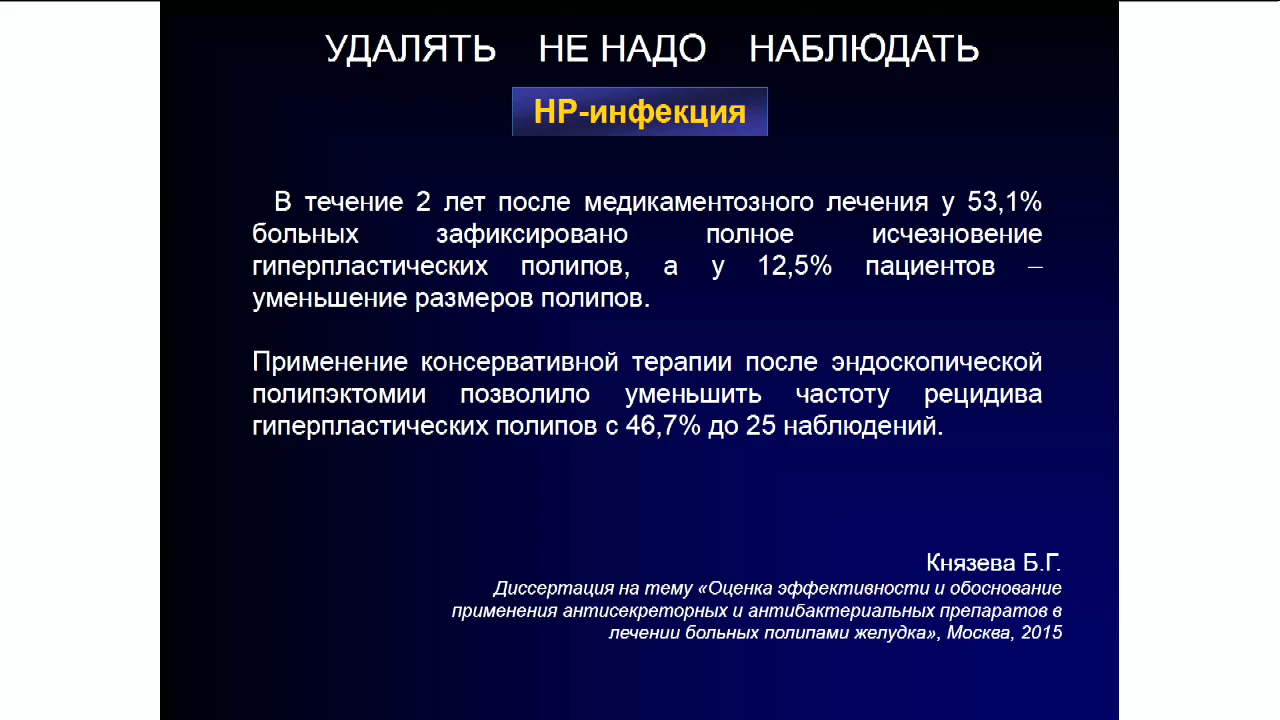 УДАЛЯТЬ НЕ НАДО НАБЛЮДАТЬ
НР-инфекция
В течение 2 лет после медикаментозного лечения у 53,1%
больных зафиксировано полное исчезновение
гиперпластических полипов, а у 12,5% пациентов –
уменьшение размеров полипов.
Применение консервативной терапии после эндоскопической
полипэктомии позволило уменьшить частоту рецидива
гиперпластических полипов с 46,7% до 25 наблюдений.
Князева Б.Г.
Диссертация на тему «Оценка эффективности и обоснование
применения антисекреторных и антибактериальных препаратов в
лечении больных полипами желудка», Москва, 2015